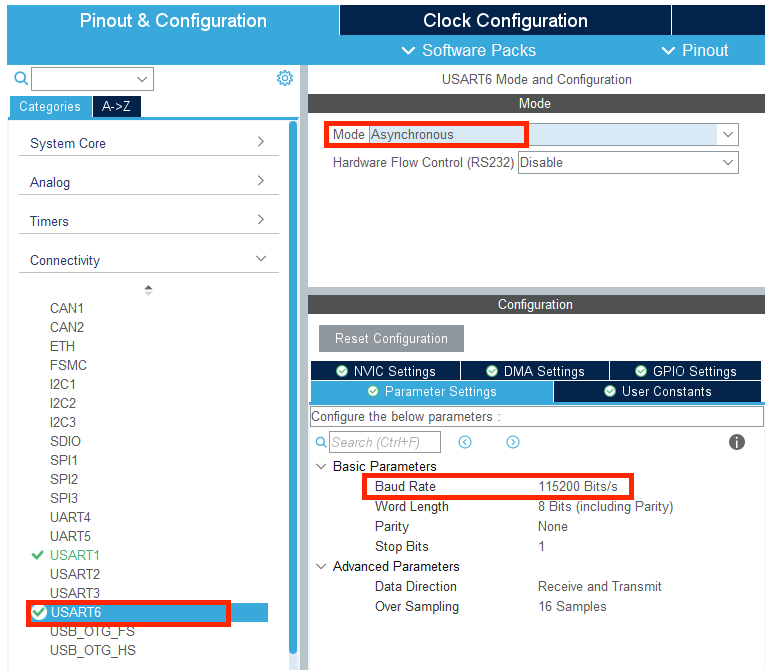 Pinout & Configuration
Clock Configuration
Software Packs
Pinout
USART6 Mode and Configuration
Categories
A->Z
System Core
Analog
Timers
Connectivity
CAN1
CAN2
ETH
FSMC
I2C1
I2C2
I2C3
SDIO
SPI1
SPI2
SPI3
UART4
UART5
USART1
USART2
USART3
USART6
USB_OTG_FS
USB_OTG_HS
Mode
Mode Asynchronous
Hardware Flow Control (RS232) Disable
Configuration
Reset Configuration
NVIC Settings
DMA Settings
GPIO Settings
Parameter Settings
User Constants
Configure the below parameters :
Search (Ctrl+F)
Basic Parameters
Baud Rate 115200 Bits/s
Word Length 8 Bits (including Parity)
Parity None
Stop Bits 1
Advanced Parameters
Data Direction Receive and Transmit
Over Sampling 16 Samples